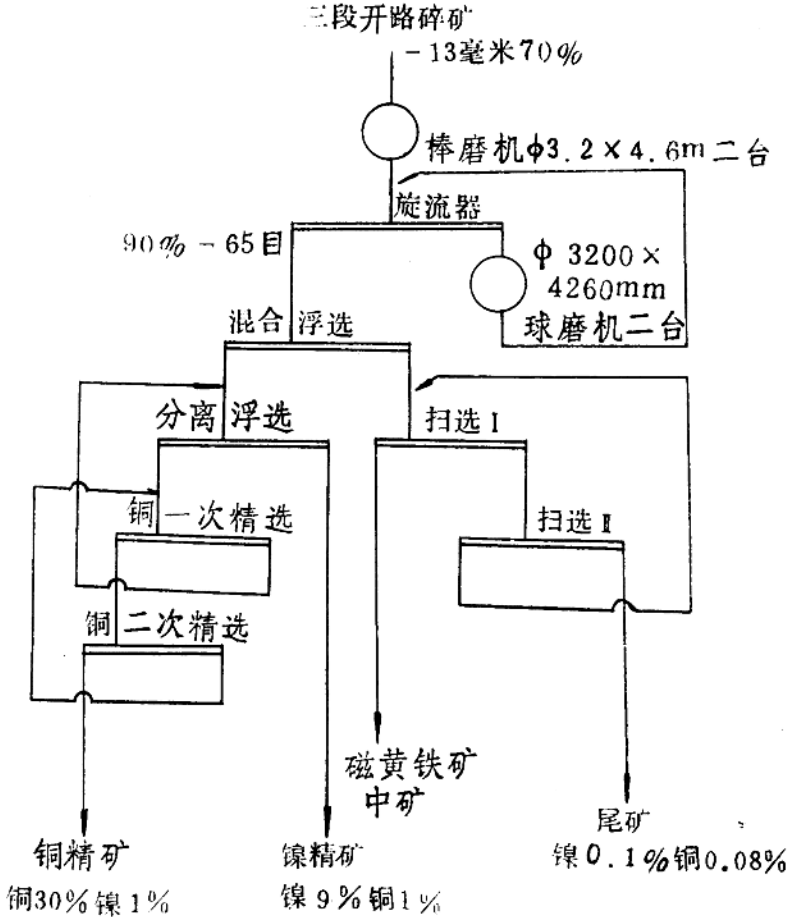 三段开路碎矿
-13毫米70%
棒磨机ф3.2×4.6m二台
旋流器
90%-65目
ф 3200×
4260mm
球磨机二台
混合浮选
分离浮选
扫选Ⅰ
铜一次精选
扫选Ⅱ
铜二次精选
磁黄铁矿
中矿
铜精矿
铜30%镍1%
镍精矿
镍9%铜1%
尾矿
镍0.1%铜0.08%